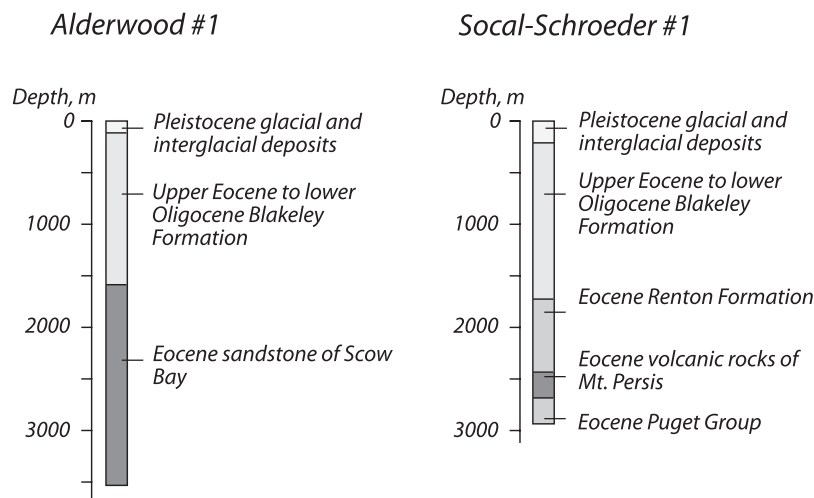 Alderwood #1
Depth, m
0
1000
2000
3000
Pleistocene glacial and
interglacial deposits
Upper Eocene to lower
Oligocene Blakeley
Formation
Eocene sandstone of Scow
Bay
Socal-Schroeder #1
Depth, m
0
1000
2000
3000
Pleistocene glacial and
interglacial deposits
Upper Eocene to lower
Oligocene Blakeley
Formation
Eocene Renton Formation
Eocene volcanic rocks of
Mt. Persis
Eocene Puget Group